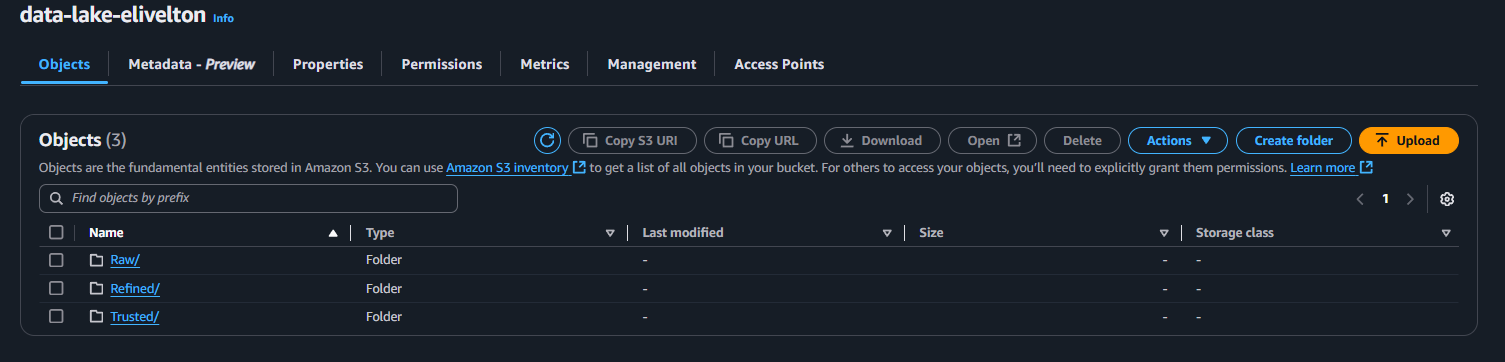 data-lake-elivelton Info
Objects Metadata - Preview Properties Permissions Metrics Management Access Points
Objects (3) Copy S3 URI Copy URL Download Open Delete Actions Create folder Upload
Objects are the fundamental entities stored in Amazon S3. You can use Amazon S3 inventory to get a list of all objects in your bucket. For others to access your objects, you'll need to explicitly grant them permissions. Learn more
Find objects by prefix 1
Name Type Last modified Size Storage class
Raw/ Folder - - -
Refined/ Folder - - -
Trusted/ Folder - - -